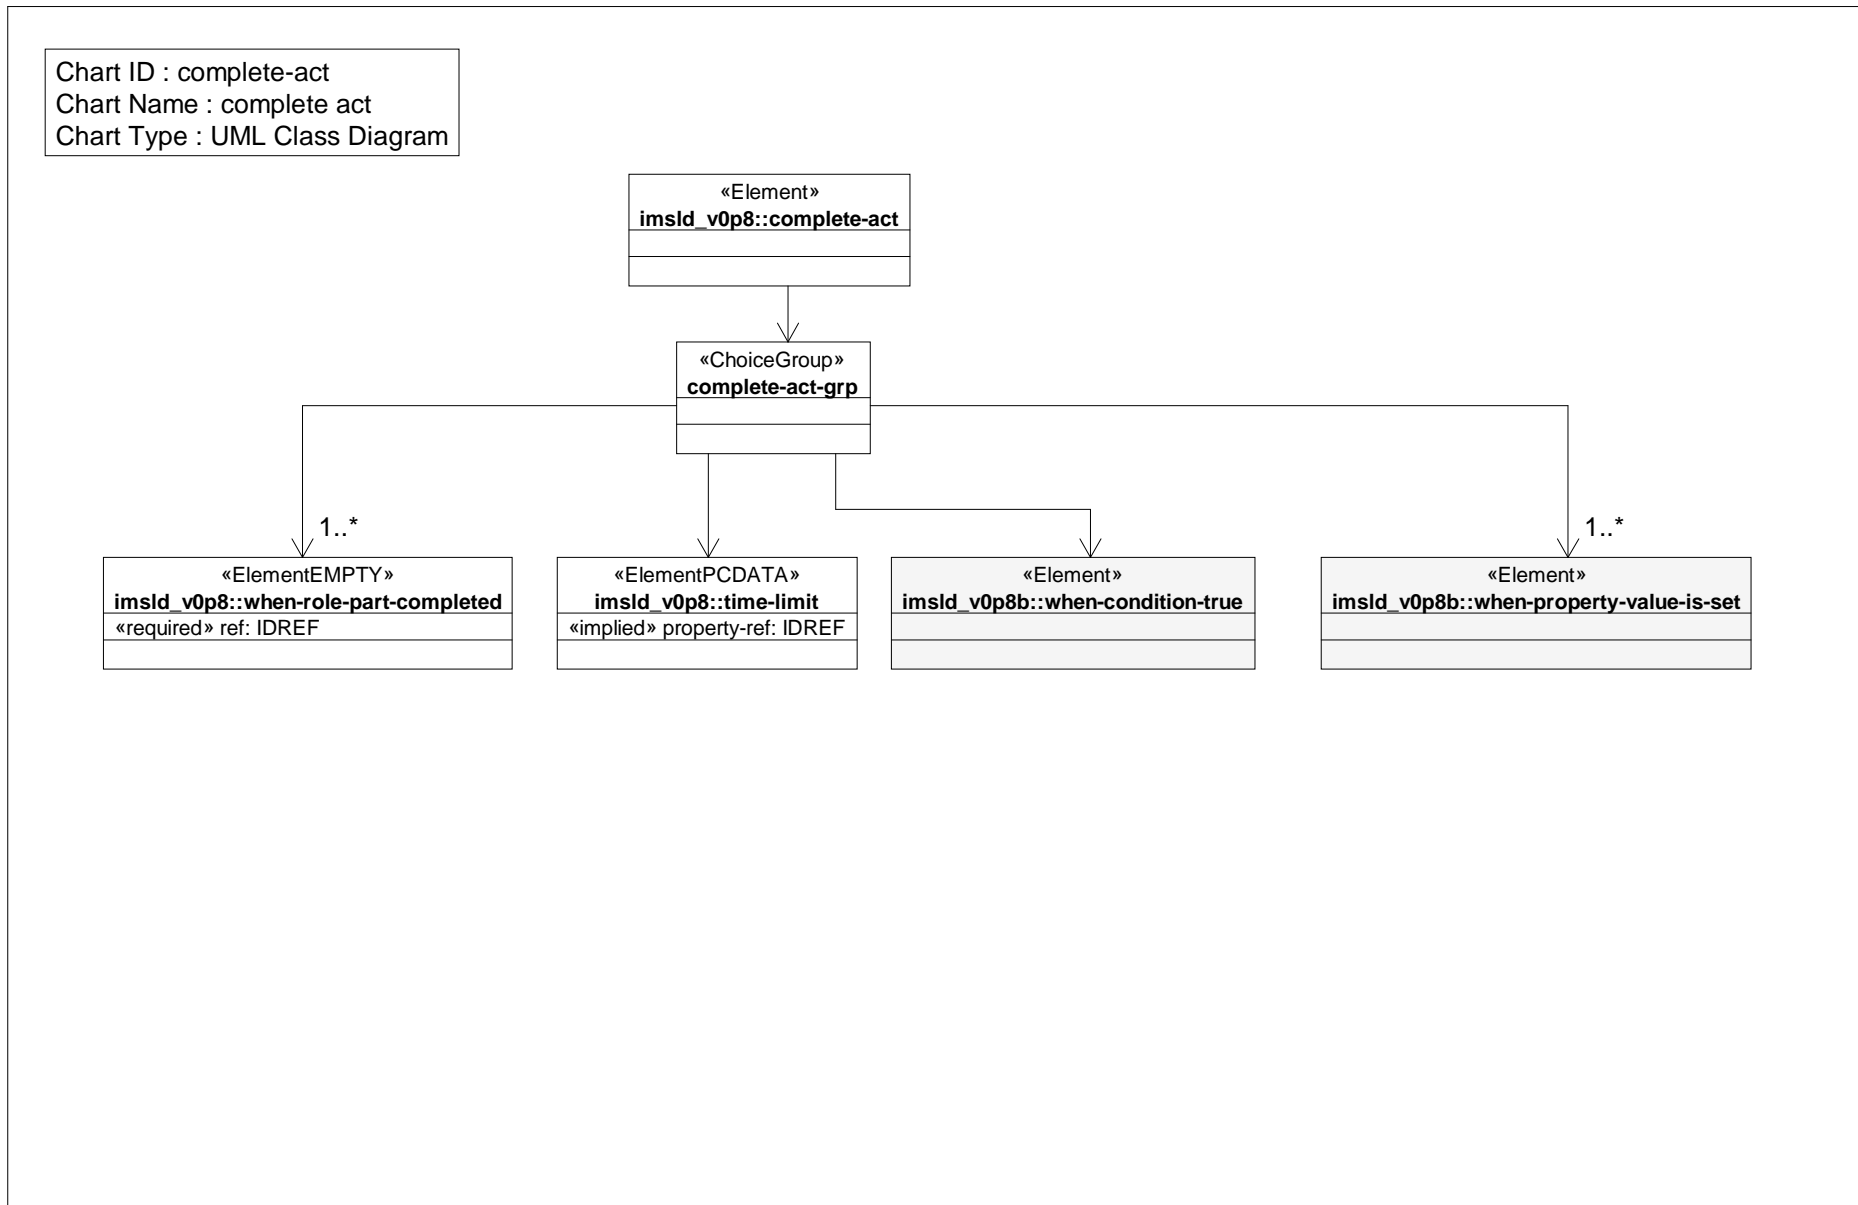 Chart ID : complete-act
Chart Name : complete act
Chart Type : UML Class Diagram
«Element»
imsld_v0p8::complete-act
«ChoiceGroup»
complete-act-grp
1..*
1..*
«ElementEMPTY»
imsld_v0p8::when-role-part-completed
«required» ref: IDREF
«ElementPCDATA»
imsld_v0p8::time-limit
«implied» property-ref: IDREF
«Element»
imsld_v0p8b::when-condition-true
«Element»
imsld_v0p8b::when-property-value-is-set